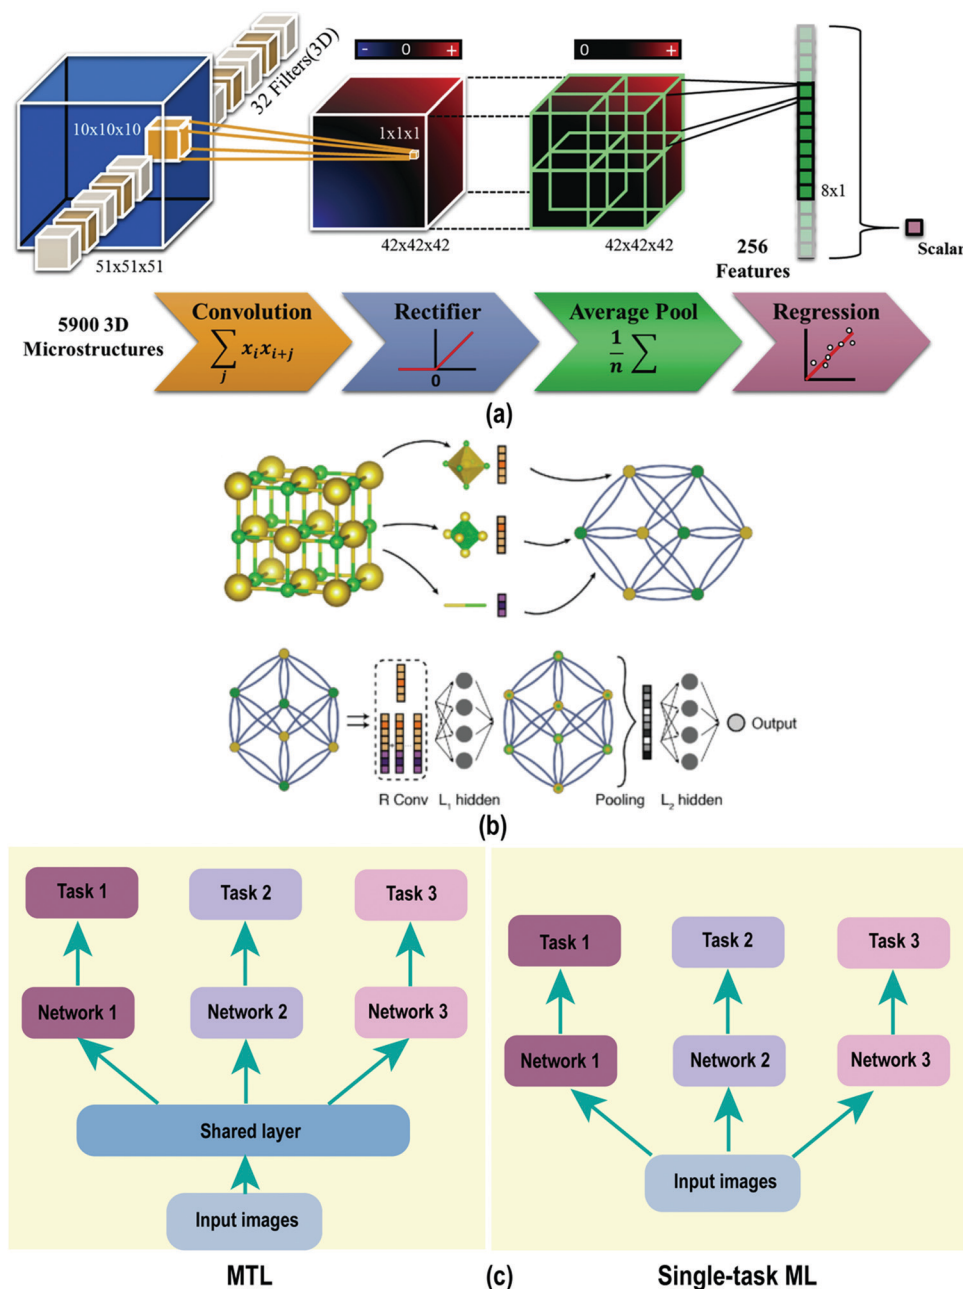 32 Filters(3D)
- 0 +
0 +
10x10x10
1x1x1
8x1
51x51x51
42x42x42
42x42x42
256
Features
Scalar
5900 3D
Microstructures
Convolution
∑ x_i x_{i+j}
j
Rectifier
0
Average Pool
1/n ∑
Regression
(a)
Output
R Conv
L₁ hidden
Pooling
L₂ hidden
(b)
Task 1
Task 2
Task 3
Network 1
Network 2
Network 3
Shared layer
Input images
MTL
Task 1
Task 2
Task 3
Network 1
Network 2
Network 3
Input images
(c)
Single-task ML